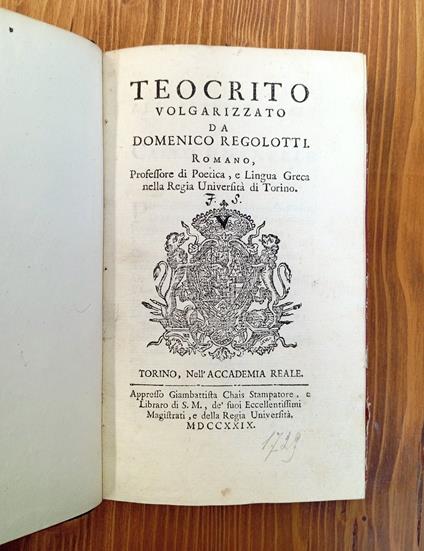 TEOCRITO
VOLGARIZZATO
DA
DOMENICO REGOLOTTI.
ROMANO,
Professore di Poetica, e Lingua Greca
nella Regia Università di Torino.
F. S.
V
TORINO, Nell'ACCADEMIA REALE.
Appresso Giambattista Chais Stampatore, e
Libraro di S. M., de' suoi Eccellentissimi
Magistrati, e della Regia Università.
MDCCXXIX.
1729